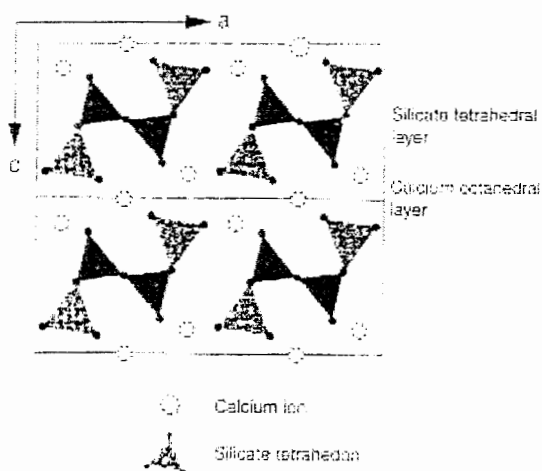 a
c
Silicate tetrahedral
layer
Calcium octahedral
layer
Calcium ion
Silicate tetrahedon